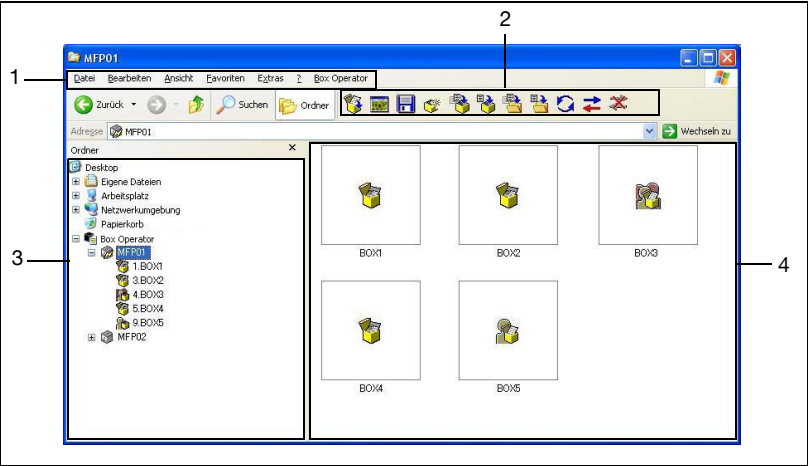 2
MFP01
1
Datei Bearbeiten Ansicht Favoriten Extras ? Box Operator
Zurück Suchen Ordner
Adresse MFP01 Wechseln zu
Ordner
Desktop
Eigene Dateien
Arbeitsplatz
Netzwerkumgebung
Papierkorb
Box Operator
MFP01
1.BOX1
3.BOX2
4.BOX3
5.BOX4
9.BOX5
MFP02
3
BOX1 BOX2 BOX3
4
BOX4 BOX5